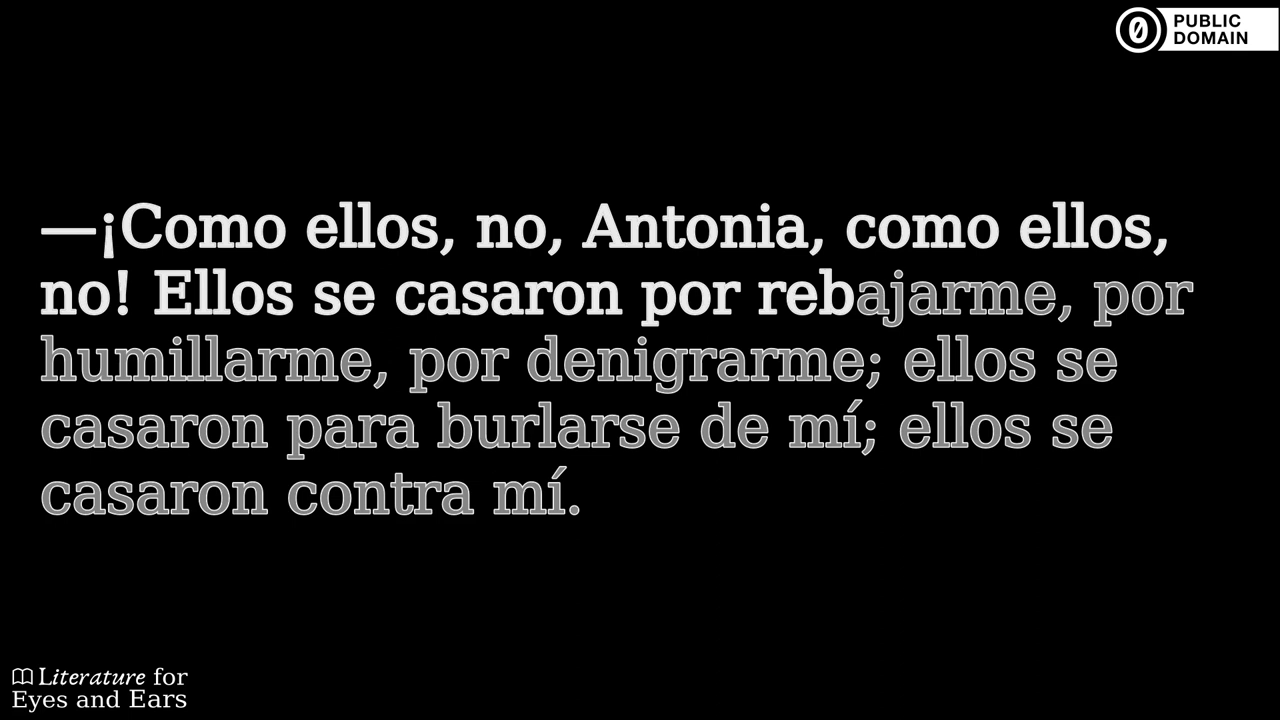 PUBLIC
DOMAIN
—¡Como ellos, no, Antonia, como ellos,
no! Ellos se casaron por rebajarme, por
humillarme, por denigrarme; ellos se
casaron para burlarse de mí; ellos se
casaron contra mí.
Literature for
Eyes and Ears